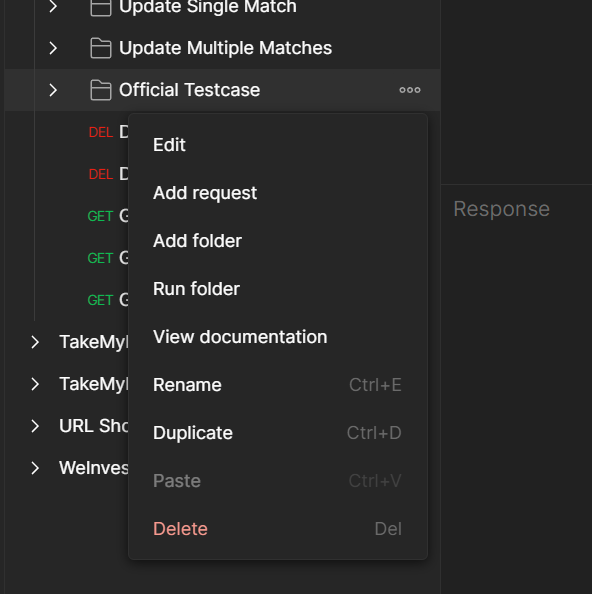 Update Single Match
Update Multiple Matches
Official Testcase
DEL
DEL
GET
GET
GET
TakeMy
TakeMy
URL Sho
WeInves
Edit
Add request
Add folder
Run folder
View documentation
Rename Ctrl+E
Duplicate Ctrl+D
Paste Ctrl+V
Delete Del
Response